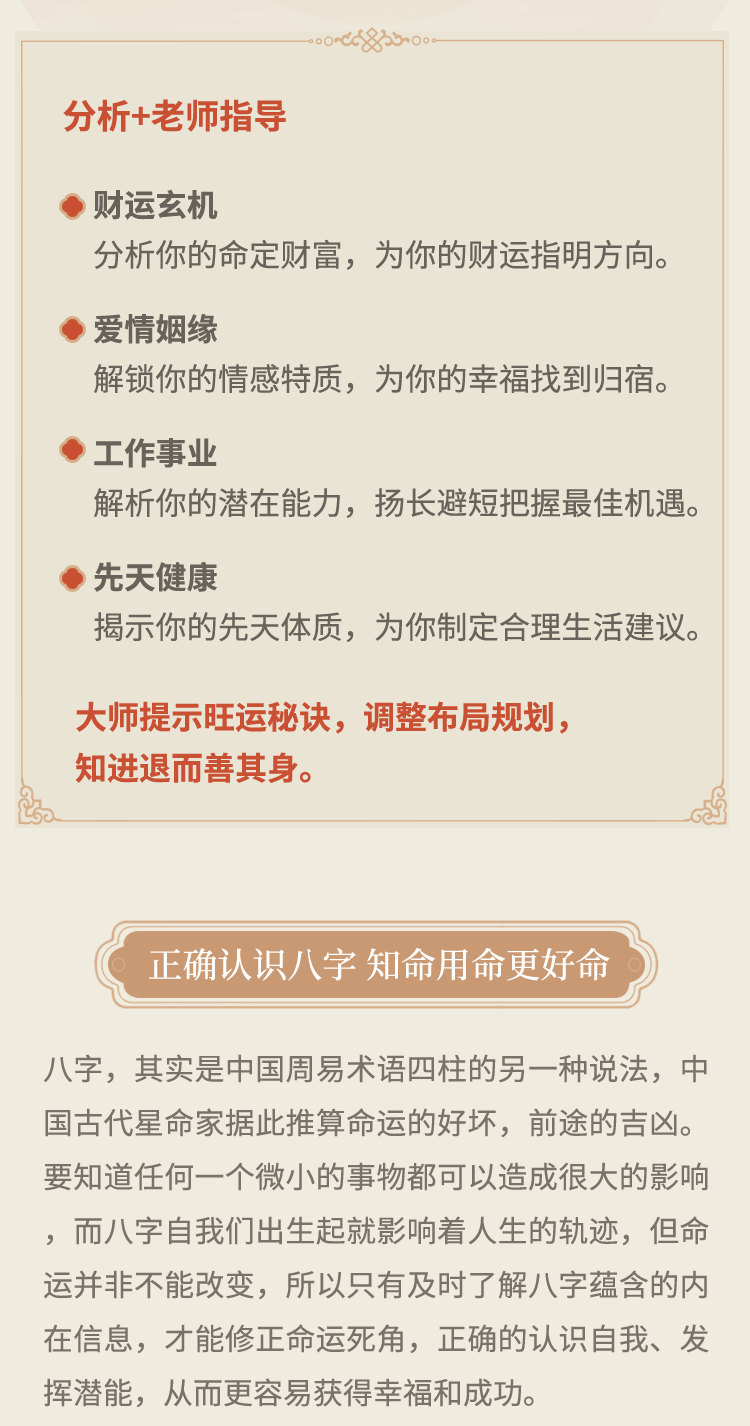 分析+老师指导
财运玄机
分析你的命定财富，为你的财运指明方向。
爱情姻缘
解锁你的情感特质，为你的幸福找到归宿。
工作事业
解析你的潜在能力，扬长避短把握最佳机遇。
先天健康
揭示你的先天体质，为你制定合理生活建议。
大师提示旺运秘诀，调整布局规划，
知进退而善其身。
正确认识八字 知命用命更好命
八字，其实是中国周易术语四柱的另一种说法，中
国古代星命家据此推算命运的好坏，前途的吉凶。
要知道任何一个微小的事物都可以造成很大的影响
，而八字自我们出生起就影响着人生的轨迹，但命
运并非不能改变，所以只有及时了解八字蕴含的内
在信息，才能修正命运死角，正确的认识自我、发
挥潜能，从而更容易获得幸福和成功。